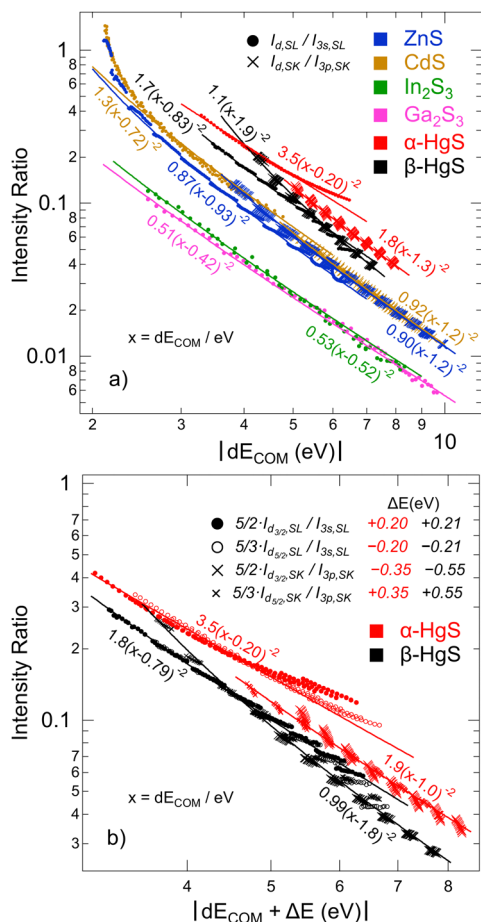 1
6
4
2
0.1
8
6
4
2
0.01
8
6
Intensity Ratio
● I_d,SL / I_3s,SL
× I_d,SK / I_3p,SK
ZnS
CdS
In₂S₃
Ga₂S₃
α-HgS
β-HgS
1.1(x-1.9)⁻²
1.7(x-0.83)⁻²
1.3(x-0.72)⁻²
3.5(x-0.20)⁻²
0.87(x-0.93)⁻²
1.8(x-1.3)⁻²
0.51(x-0.42)⁻²
0.92(x-1.2)⁻²
0.90(x-1.2)⁻²
0.53(x-0.52)⁻²
x = dE_COM / eV
a)
2 3 4 5 6 7 8 9 10
|dE_COM (eV)|
ΔE(eV)
● 5/2·I_d3/2,SL / I_3s,SL +0.20 +0.21
○ 5/3·I_d5/2,SL / I_3s,SL −0.20 −0.21
× 5/2·I_d3/2,SK / I_3p,SK −0.35 −0.55
× 5/3·I_d5/2,SK / I_3p,SK +0.35 +0.55
α-HgS
β-HgS
7
6
5
4
3
2
0.1
7
6
5
4
3
Intensity Ratio
3.5(x-0.20)⁻²
1.8(x-0.79)⁻²
1.9(x-1.0)⁻²
0.99(x-1.8)⁻²
x = dE_COM / eV
b)
4 5 6 7 8
|dE_COM + ΔE (eV)|